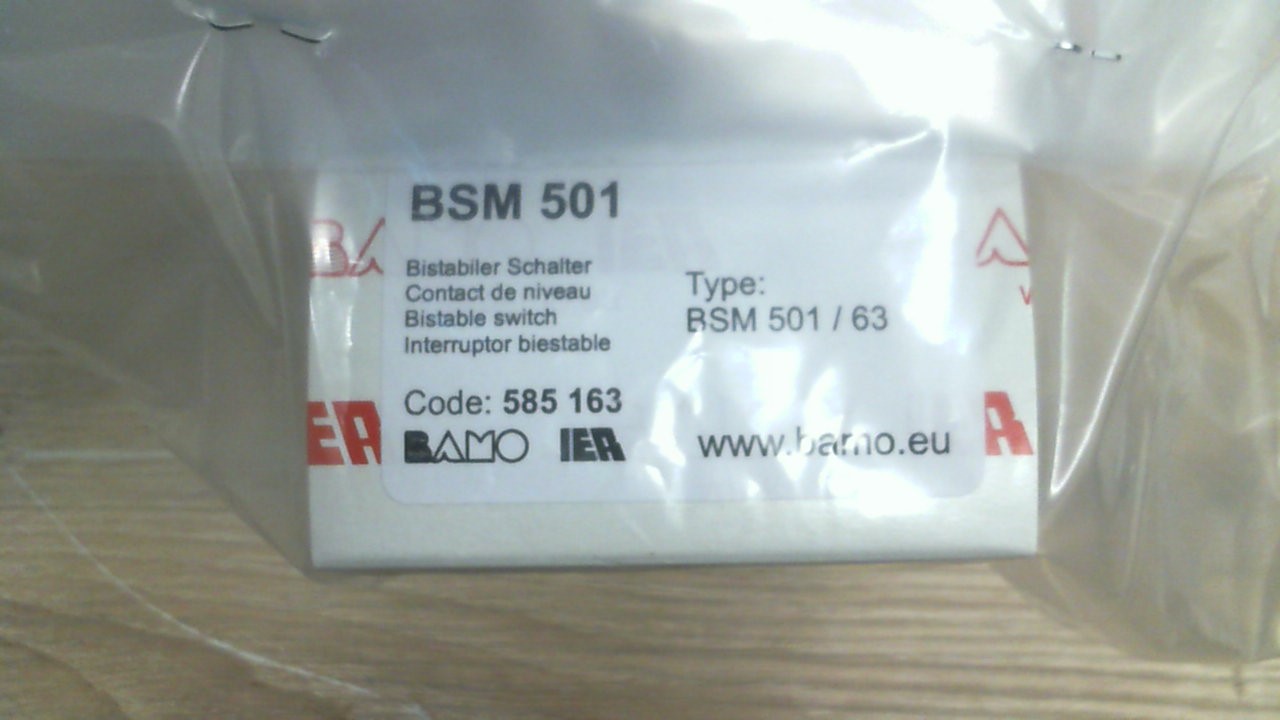 BSM 501
Bistabiler Schalter
Contact de niveau
Bistable switch
Interruptor biestable
Type:
BSM 501 / 63
Code: 585 163
BAMO IER
www.bamo.eu